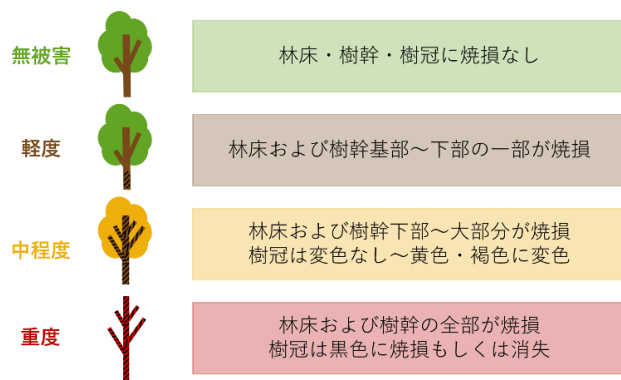 無被害
林床・樹幹・樹冠に焼損なし
軽度
林床および樹幹基部～下部の一部が焼損
中程度
林床および樹幹下部～大部分が焼損
樹冠は変色なし～黄色・褐色に変色
重度
林床および樹幹の全部が焼損
樹冠は黒色に焼損もしくは消失